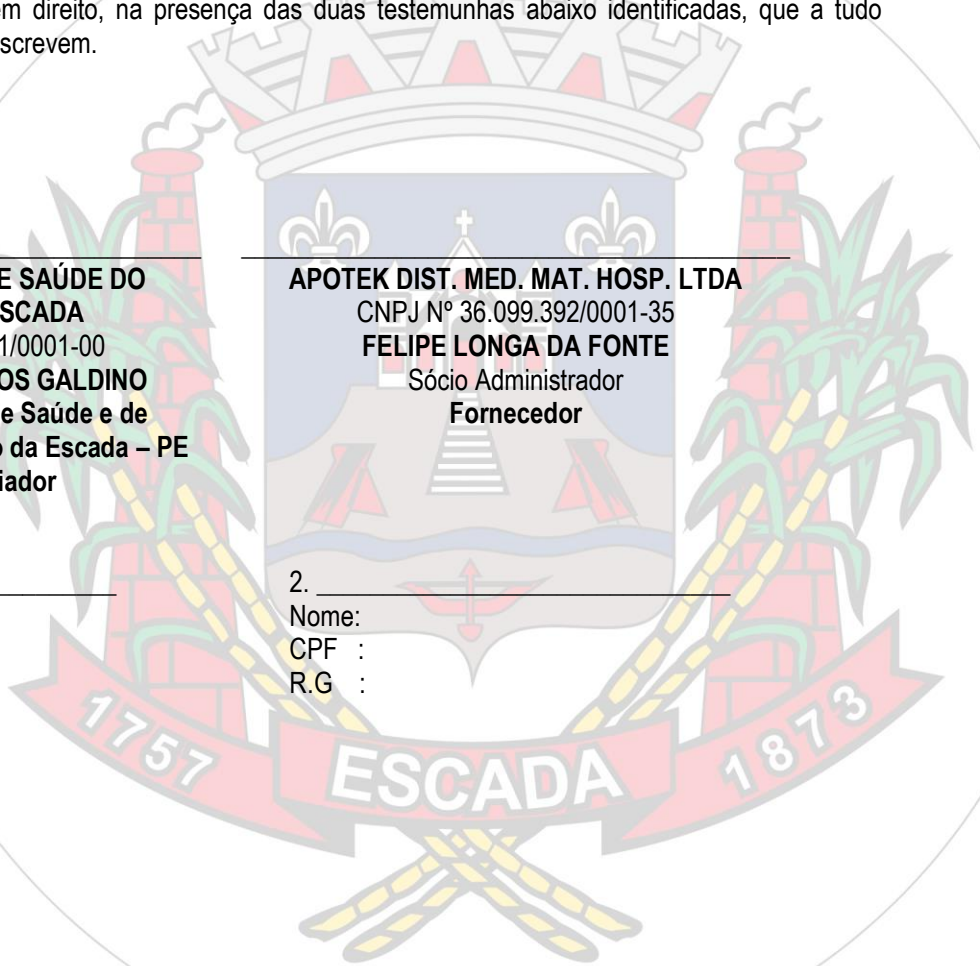 em direito, na presença das duas testemunhas abaixo identificadas, que a tudo
screvem.
E SAÚDE DO
SCADA
1/0001-00
OS GALDINO
e Saúde e de
o da Escada – PE
iador
APOTEK DIST. MED. MAT. HOSP. LTDA
CNPJ Nº 36.099.392/0001-35
FELIPE LONGA DA FONTE
Sócio Administrador
Fornecedor
2. ______________________________
Nome:
CPF :
R.G :
1757
ESCADA
1873